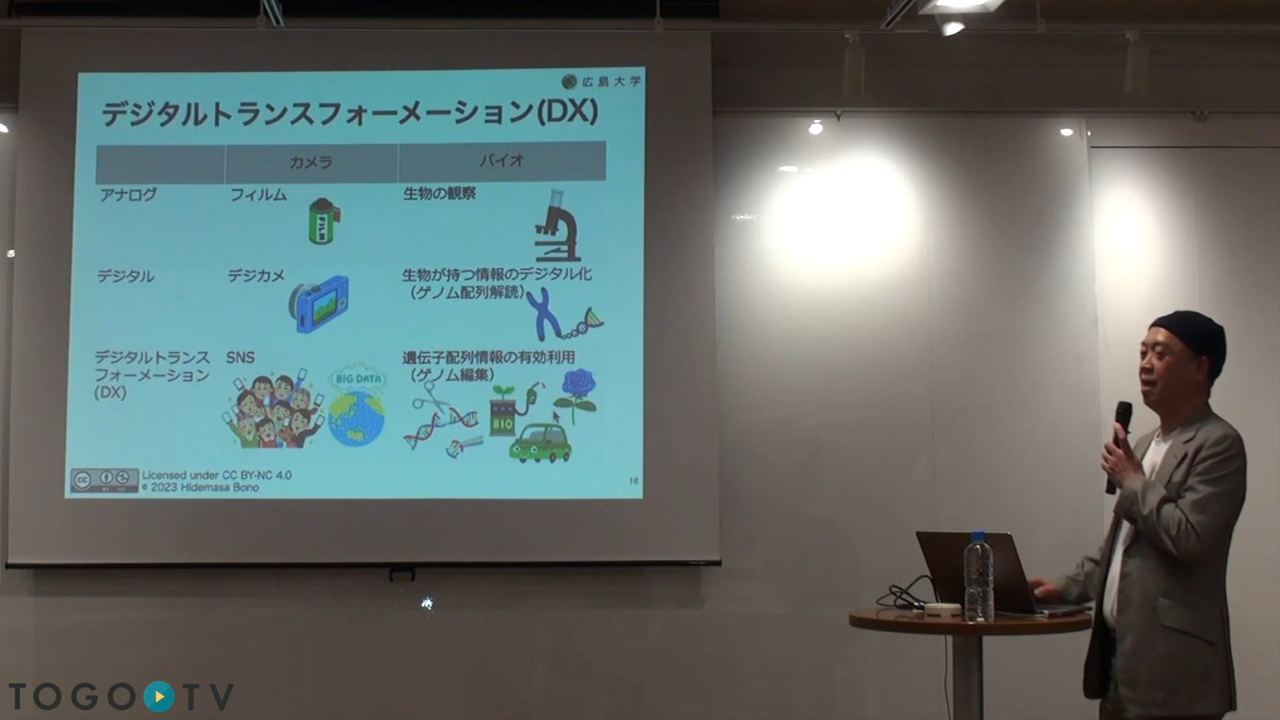 広島大学
デジタルトランスフォーメーション(DX)
カメラ
バイオ
アナログ
フィルム
FILM
生物の観察
デジタル
デジカメ
生物が持つ情報のデジタル化
（ゲノム配列解読）
デジタルトランス
フォーメーション
(DX)
SNS
BIG DATA
遺伝子配列情報の有効利用
（ゲノム編集）
BIO
Licensed under CC BY-NC 4.0
© 2023 Hidemasa Bono
16
TOGO TV